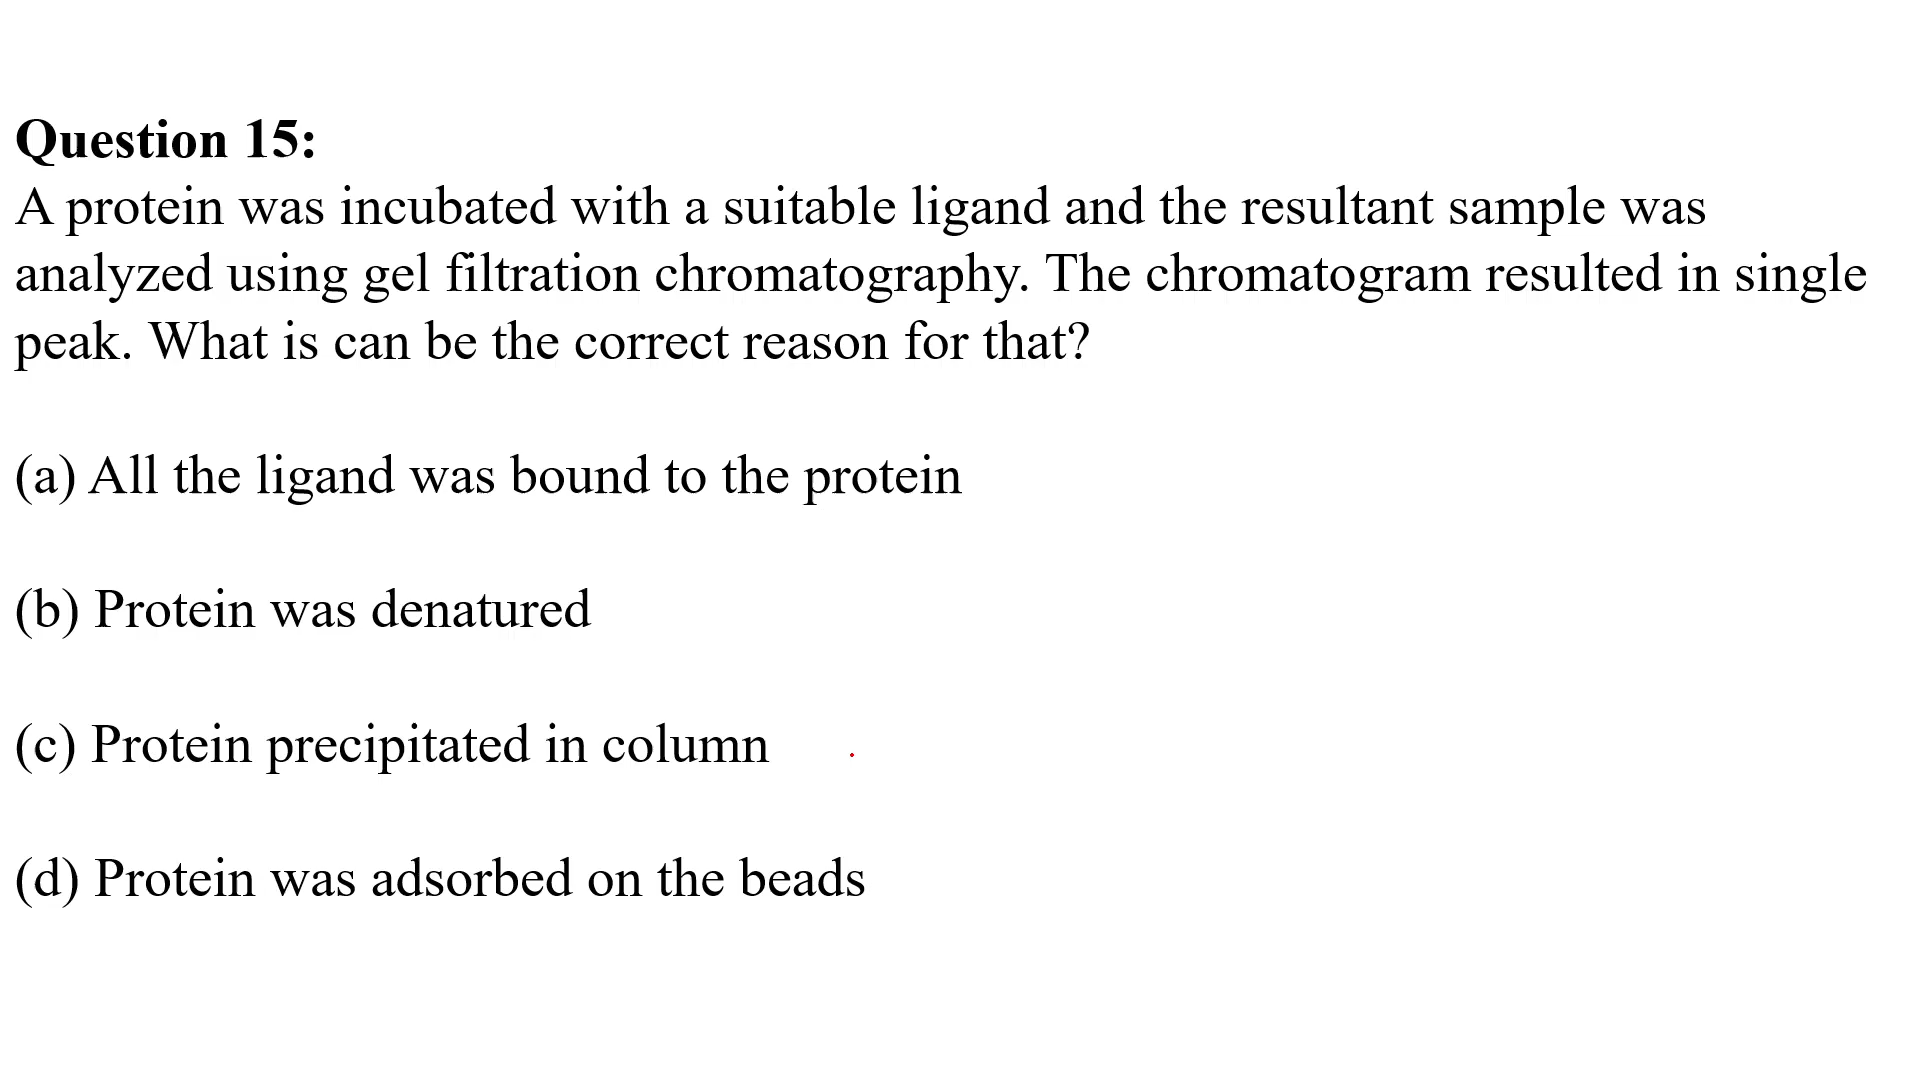 Question 15:
A protein was incubated with a suitable ligand and the resultant sample was
analyzed using gel filtration chromatography. The chromatogram resulted in single
peak. What is can be the correct reason for that?
(a) All the ligand was bound to the protein
(b) Protein was denatured
(c) Protein precipitated in column
(d) Protein was adsorbed on the beads